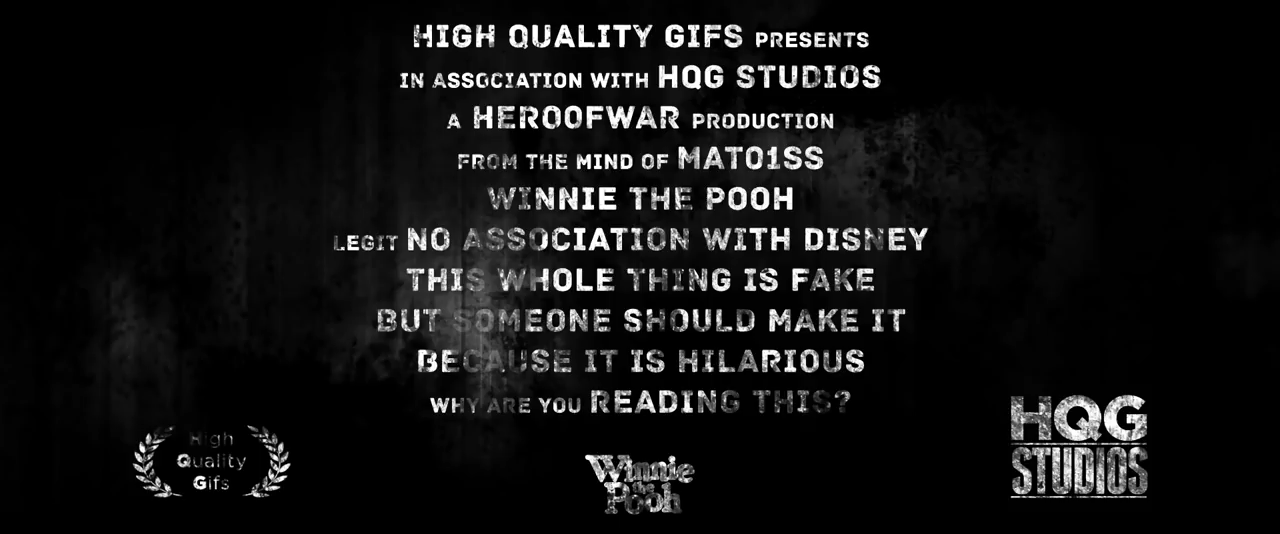 HIGH QUALITY GIFS PRESENTS
IN ASSOCIATION WITH HQG STUDIOS
A HEROOFWAR PRODUCTION
FROM THE MIND OF MATO1SS
WINNIE THE POOH
LEGIT NO ASSOCIATION WITH DISNEY
THIS WHOLE THING IS FAKE
BUT SOMEONE SHOULD MAKE IT
BECAUSE IT IS HILARIOUS
WHY ARE YOU READING THIS?
High
Quality
Gifs
Winnie
the
Pooh
HQG
STUDIOS